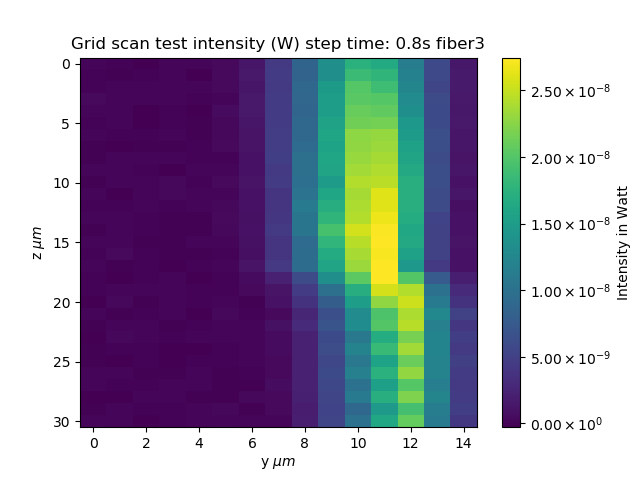 Grid scan test intensity (W) step time: 0.8s fiber3
0
5
10
15
20
25
30
z μm
0 2 4 6 8 10 12 14
y μm
2.50×10⁻⁸
2.00×10⁻⁸
1.50×10⁻⁸
1.00×10⁻⁸
5.00×10⁻⁹
0.00×10⁰
Intensity in Watt